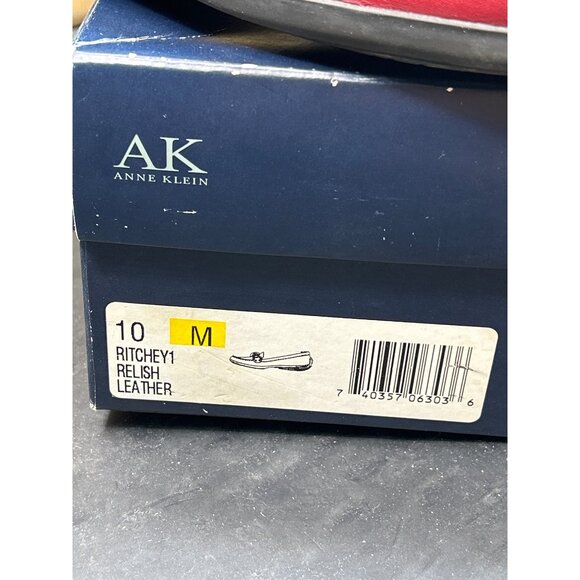 AK
ANNE KLEIN
10 M
RITCHEY1
RELISH
LEATHER
7 40357 06303 6